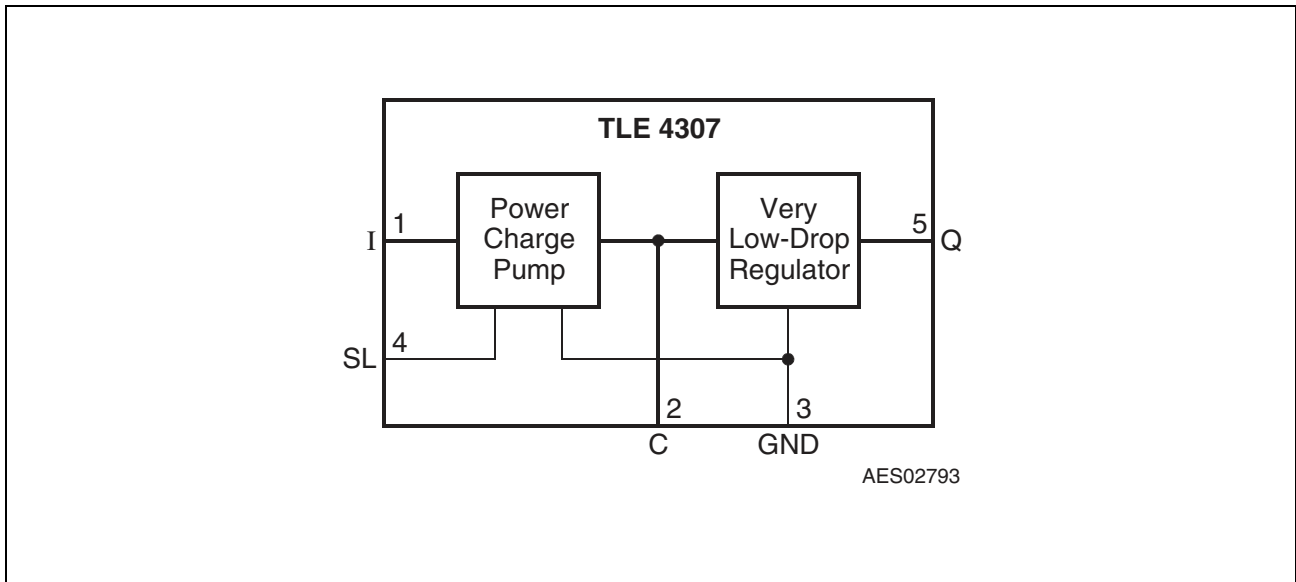 TLE 4307
Power
Charge
Pump
Very
Low-Drop
Regulator
I
1
5
Q
SL
4
2
3
C
GND
AES02793